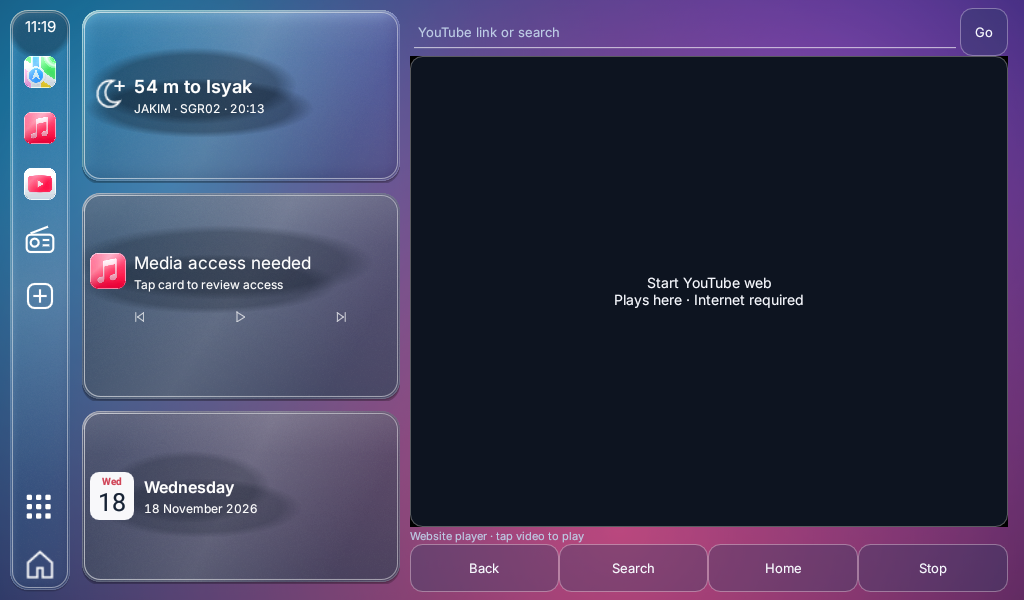 11:19
54 m to Isyak
JAKIM · SGR02 · 20:13
Media access needed
Tap card to review access
Wed
18
Wednesday
18 November 2026
YouTube link or search
Go
Start YouTube web
Plays here · Internet required
Website player · tap video to play
Back
Search
Home
Stop